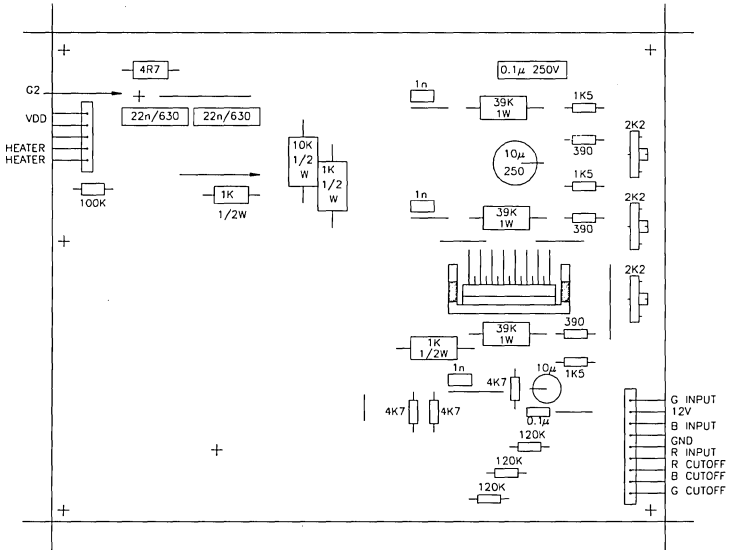 4R7
0.1µ 250V
G2
1n
39K
1W
1K5
VDD
22n/630
22n/630
2K2
390
HEATER
HEATER
10K
1/2
W
1K
1/2
W
10µ
250
1K5
100K
1K
1/2W
1n
39K
1W
390
2K2
2K2
39K
1W
390
1K
1/2W
1n
4K7
10µ
1K5
4K7
4K7
0.1µ
120K
120K
120K
G INPUT
12V
B INPUT
GND
R INPUT
R CUTOFF
B CUTOFF
G CUTOFF